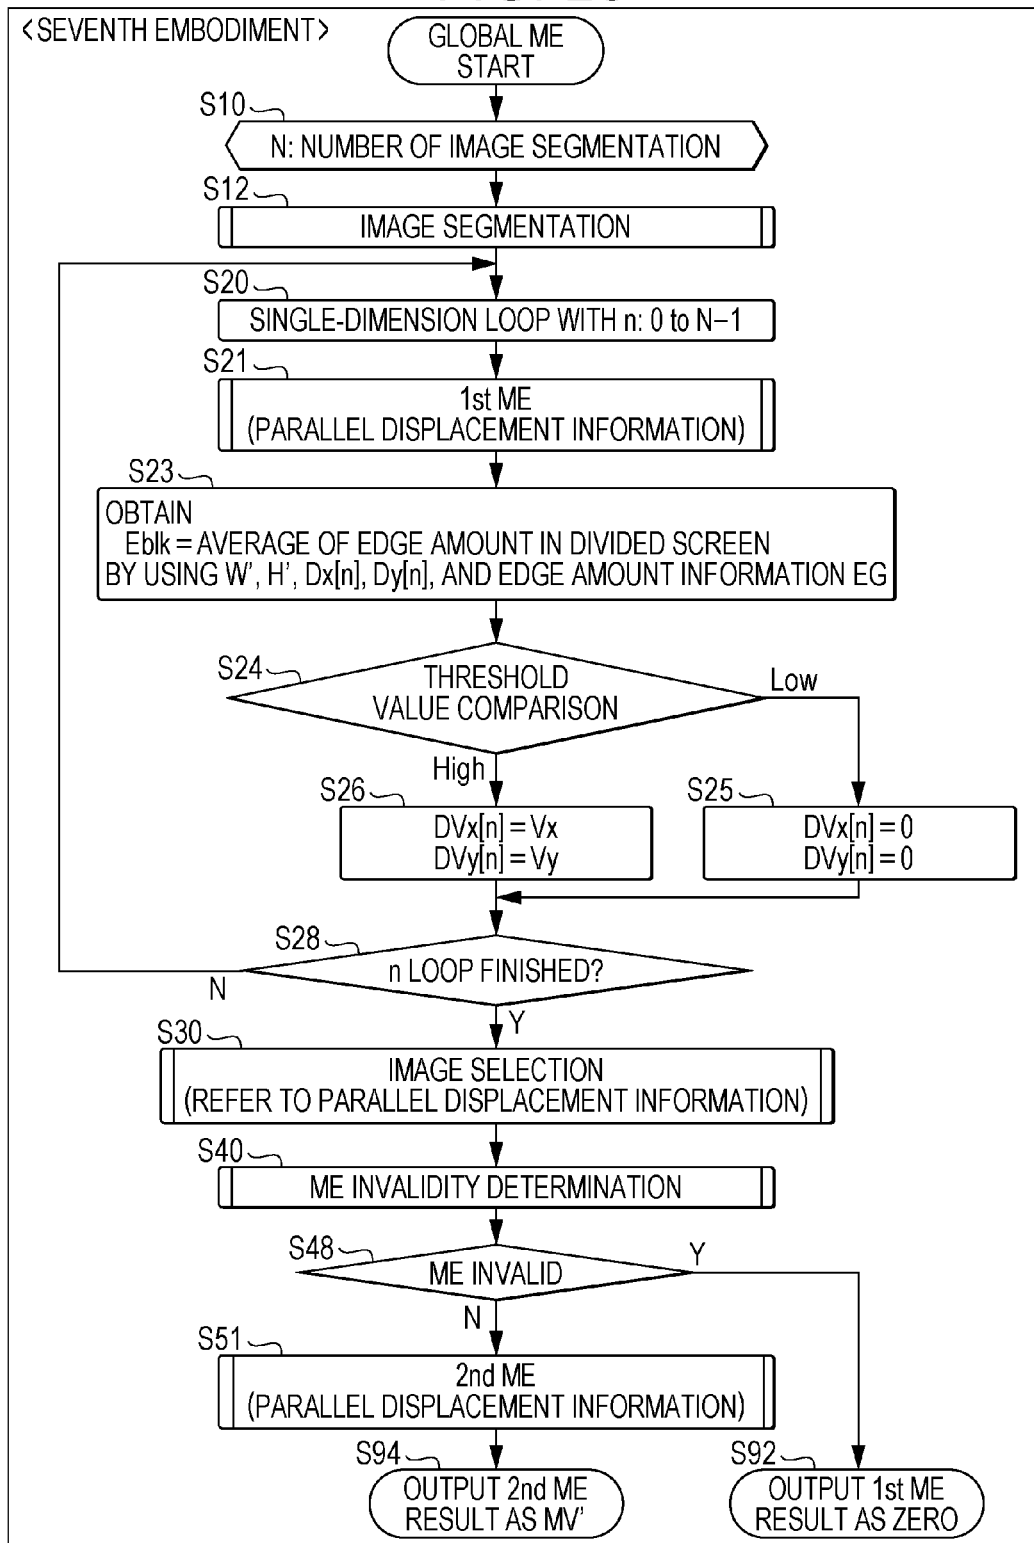 <SEVENTH EMBODIMENT>
GLOBAL ME
START
S10
N: NUMBER OF IMAGE SEGMENTATION
S12
IMAGE SEGMENTATION
S20
SINGLE-DIMENSION LOOP WITH n: 0 to N−1
S21
1st ME
(PARALLEL DISPLACEMENT INFORMATION)
S23
OBTAIN
Eblk = AVERAGE OF EDGE AMOUNT IN DIVIDED SCREEN
BY USING W', H', Dx[n], Dy[n], AND EDGE AMOUNT INFORMATION EG
S24
THRESHOLD
VALUE COMPARISON
Low
High
S26
DVx[n] = Vx
DVy[n] = Vy
S25
DVx[n] = 0
DVy[n] = 0
S28
n LOOP FINISHED?
N
Y
S30
IMAGE SELECTION
(REFER TO PARALLEL DISPLACEMENT INFORMATION)
S40
ME INVALIDITY DETERMINATION
S48
ME INVALID
Y
N
S51
2nd ME
(PARALLEL DISPLACEMENT INFORMATION)
S94
OUTPUT 2nd ME
RESULT AS MV'
S92
OUTPUT 1st ME
RESULT AS ZERO